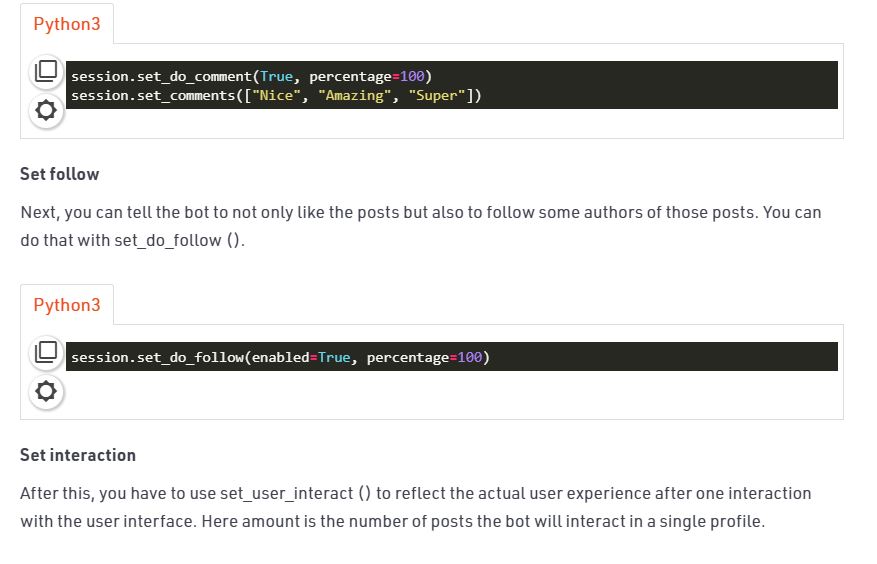 Python3
session.set_do_comment(True, percentage=100)
session.set_comments(["Nice", "Amazing", "Super"])
Set follow
Next, you can tell the bot to not only like the posts but also to follow some authors of those posts. You can
do that with set_do_follow ().
Python3
session.set_do_follow(enabled=True, percentage=100)
Set interaction
After this, you have to use set_user_interact () to reflect the actual user experience after one interaction
with the user interface. Here amount is the number of posts the bot will interact in a single profile.